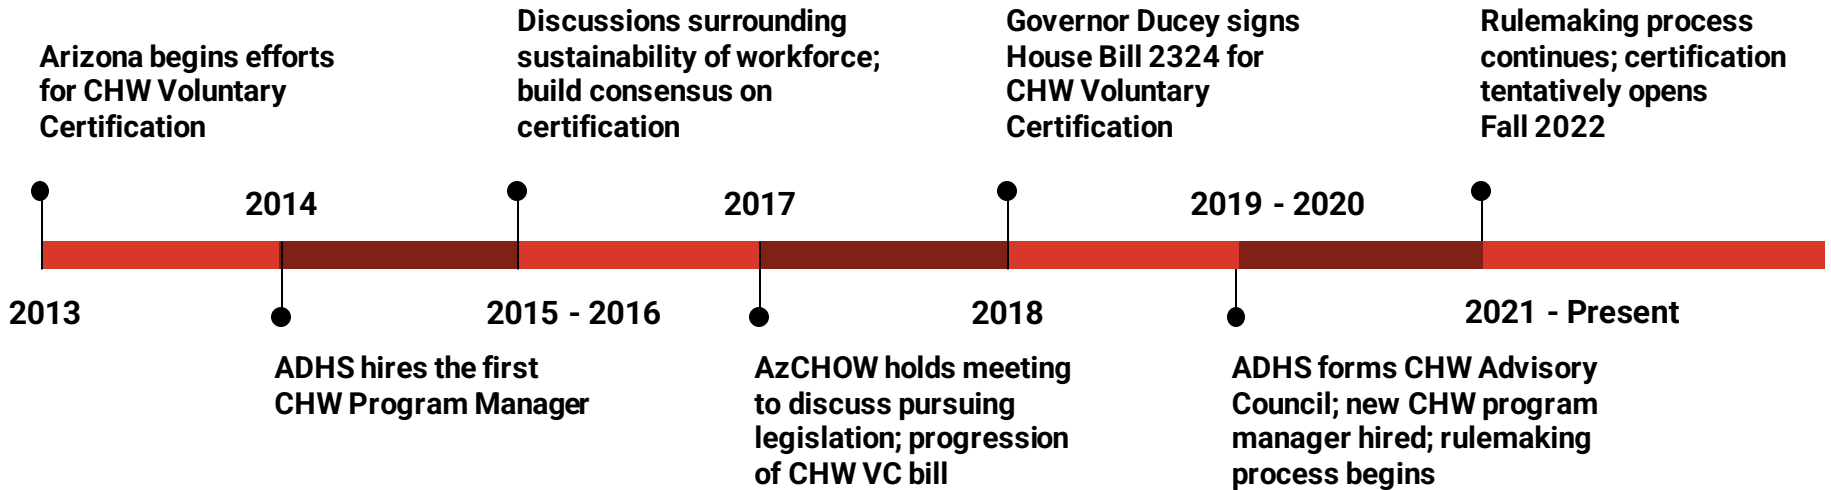 Arizona begins efforts
for CHW Voluntary
Certification
2013
2014
ADHS hires the first
CHW Program Manager
Discussions surrounding
sustainability of workforce;
build consensus on
certification
2015 - 2016
2017
AzCHOW holds meeting
to discuss pursuing
legislation; progression
of CHW VC bill
Governor Ducey signs
House Bill 2324 for
CHW Voluntary
Certification
2018
2019 - 2020
ADHS forms CHW Advisory
Council; new CHW program
manager hired; rulemaking
process begins
Rulemaking process
continues; certification
tentatively opens
Fall 2022
2021 - Present